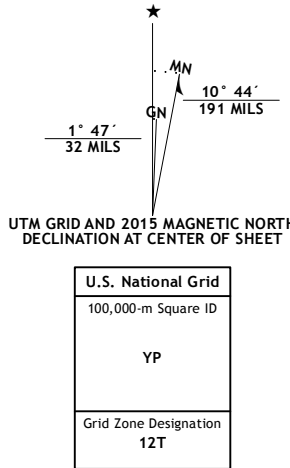 ★
MN
GN
10° 44´
191 MILS
1° 47´
32 MILS
UTM GRID AND 2015 MAGNETIC NORTH
DECLINATION AT CENTER OF SHEET
U.S. National Grid
100,000-m Square ID
YP
Grid Zone Designation
12T